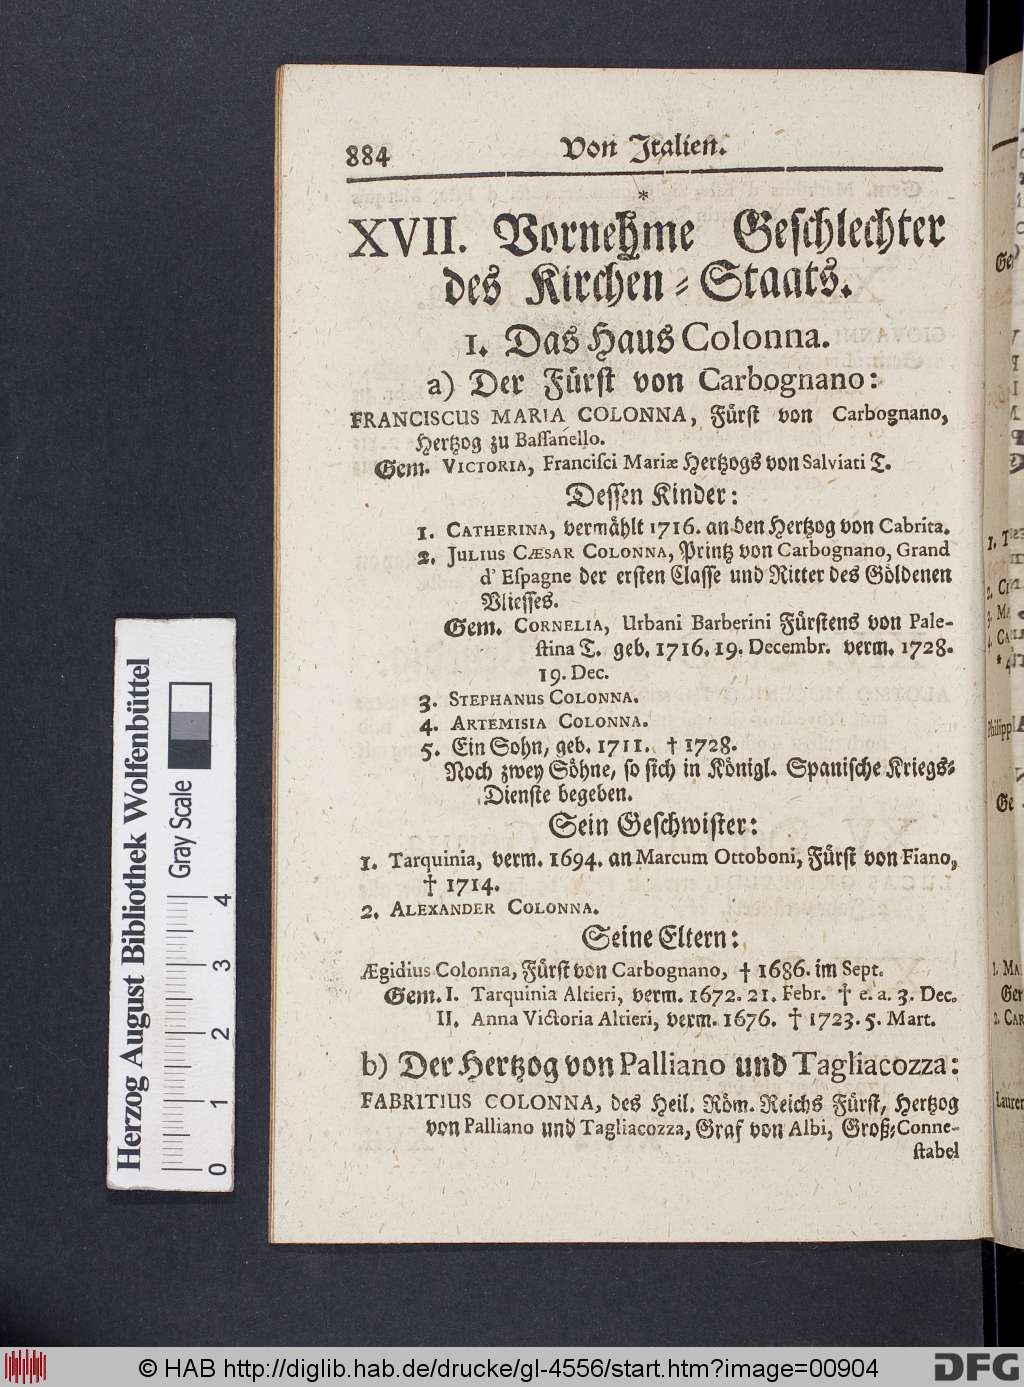 884 Von Italien.
*
XVII. Vornehme Geschlechter
des Kirchen-Staats.
1. Das Haus Colonna.
a) Der Fürst von Carbognano:
FRANCISCUS MARIA COLONNA, Fürst von Carbognano,
Hertzog zu Bassanello.
Gem. VICTORIA, Francisci Mariæ Hertzogs von Salviati T.
Dessen Kinder:
1. CATHERINA, vermählt 1716. an den Hertzog von Cabrita.
2. JULIUS CÆSAR COLONNA, Printz von Carbognano, Grand
d' Espagne der ersten Classe und Ritter des Göldenen
Vliesses.
Gem. CORNELIA, Urbani Barberini Fürstens von Pale-
stina T. geb. 1716. 19. Decembr. verm. 1728.
19. Dec.
3. STEPHANUS COLONNA.
4. ARTEMISIA COLONNA.
5. Ein Sohn, geb. 1711. † 1728.
Noch zwey Söhne, so sich in Königl. Spanische Kriegs-
Dienste begeben.
Sein Geschwister:
1. Tarquinia, verm. 1694. an Marcum Ottoboni, Fürst von Fiano,
† 1714.
2. ALEXANDER COLONNA.
Seine Eltern:
Ægidius Colonna, Fürst von Carbognano, † 1686. im Sept.
Gem. I. Tarquinia Altieri, verm. 1672. 21. Febr. † e. a. 3. Dec.
II. Anna Victoria Altieri, verm. 1676. † 1723. 5. Mart.
b) Der Hertzog von Palliano und Tagliacozza:
FABRITIUS COLONNA, des Heil. Röm. Reichs Fürst, Hertzog
von Palliano und Tagliacozza, Graf von Albi, Groß-Conne-
stabel
Herzog August Bibliothek Wolfenbüttel
Gray Scale
0 1 2 3 4
© HAB http://diglib.hab.de/drucke/gl-4556/start.htm?image=00904
DFG